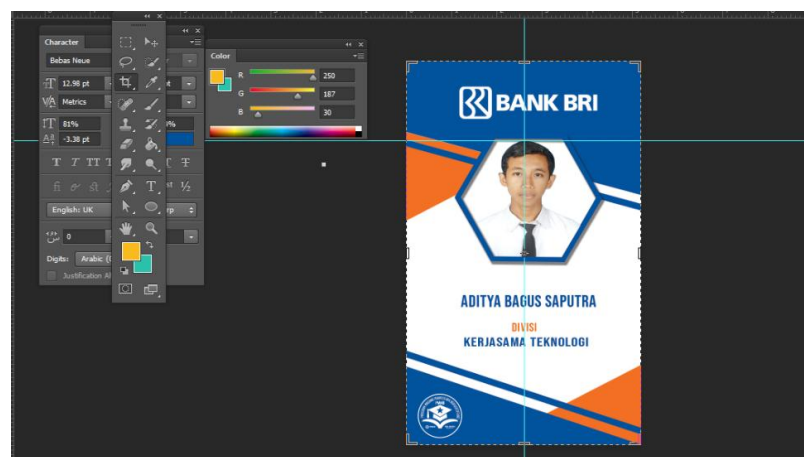 Character
Bebas Neue
12.98 pt
Metrics
81%
-3.38 pt
English: UK
0
Digits:
Arabic
Justification
Color
R
250
G
187
B
30
BANK BRI
ADITYA BAGUS SAPUTRA
DIVISI
KERJASAMA TEKNOLOGI